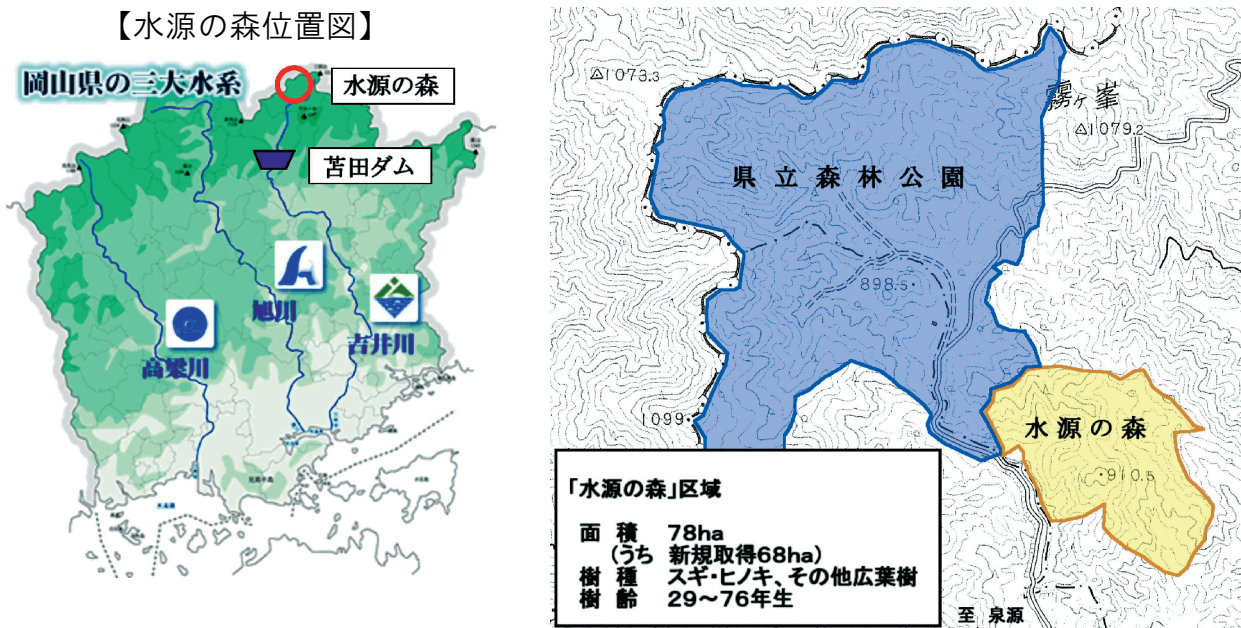 【水源の森位置図】
岡山県の三大水系
水源の森
苫田ダム
旭川
吉井川
高梁川
△1073.3
霧ヶ峯
△1079.2
県立森林公園
898.5
1099
水源の森
910.5
「水源の森」区域
面 積 78ha
(うち 新規取得68ha)
樹 種 スギ・ヒノキ、その他広葉樹
樹 齢 29～76年生
至 泉源